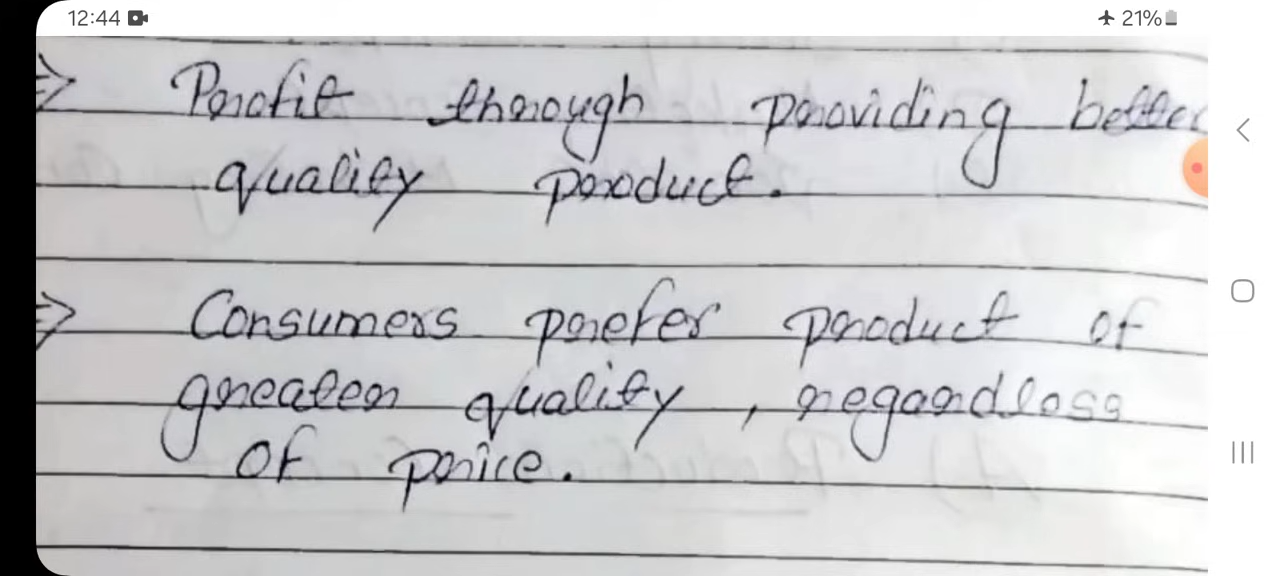 12:44
21%
⇒ Profit through providing better
quality product.
⇒ Consumers prefer product of
greater quality, regardless
of price.